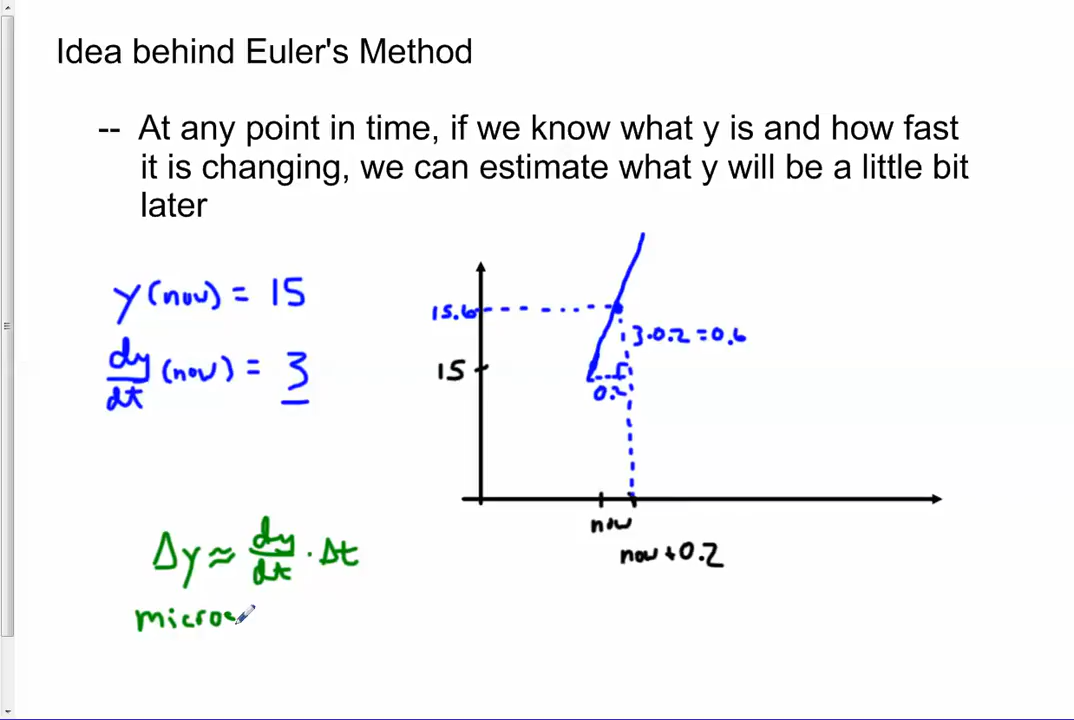 Idea behind Euler's Method
-- At any point in time, if we know what y is and how fast
it is changing, we can estimate what y will be a little bit
later
y(now) = 15
dy/dt (now) = 3
15.6
3·0.2=0.6
15
0.2
now
now+0.2
Δy ≈ dy/dt · Δt
micros